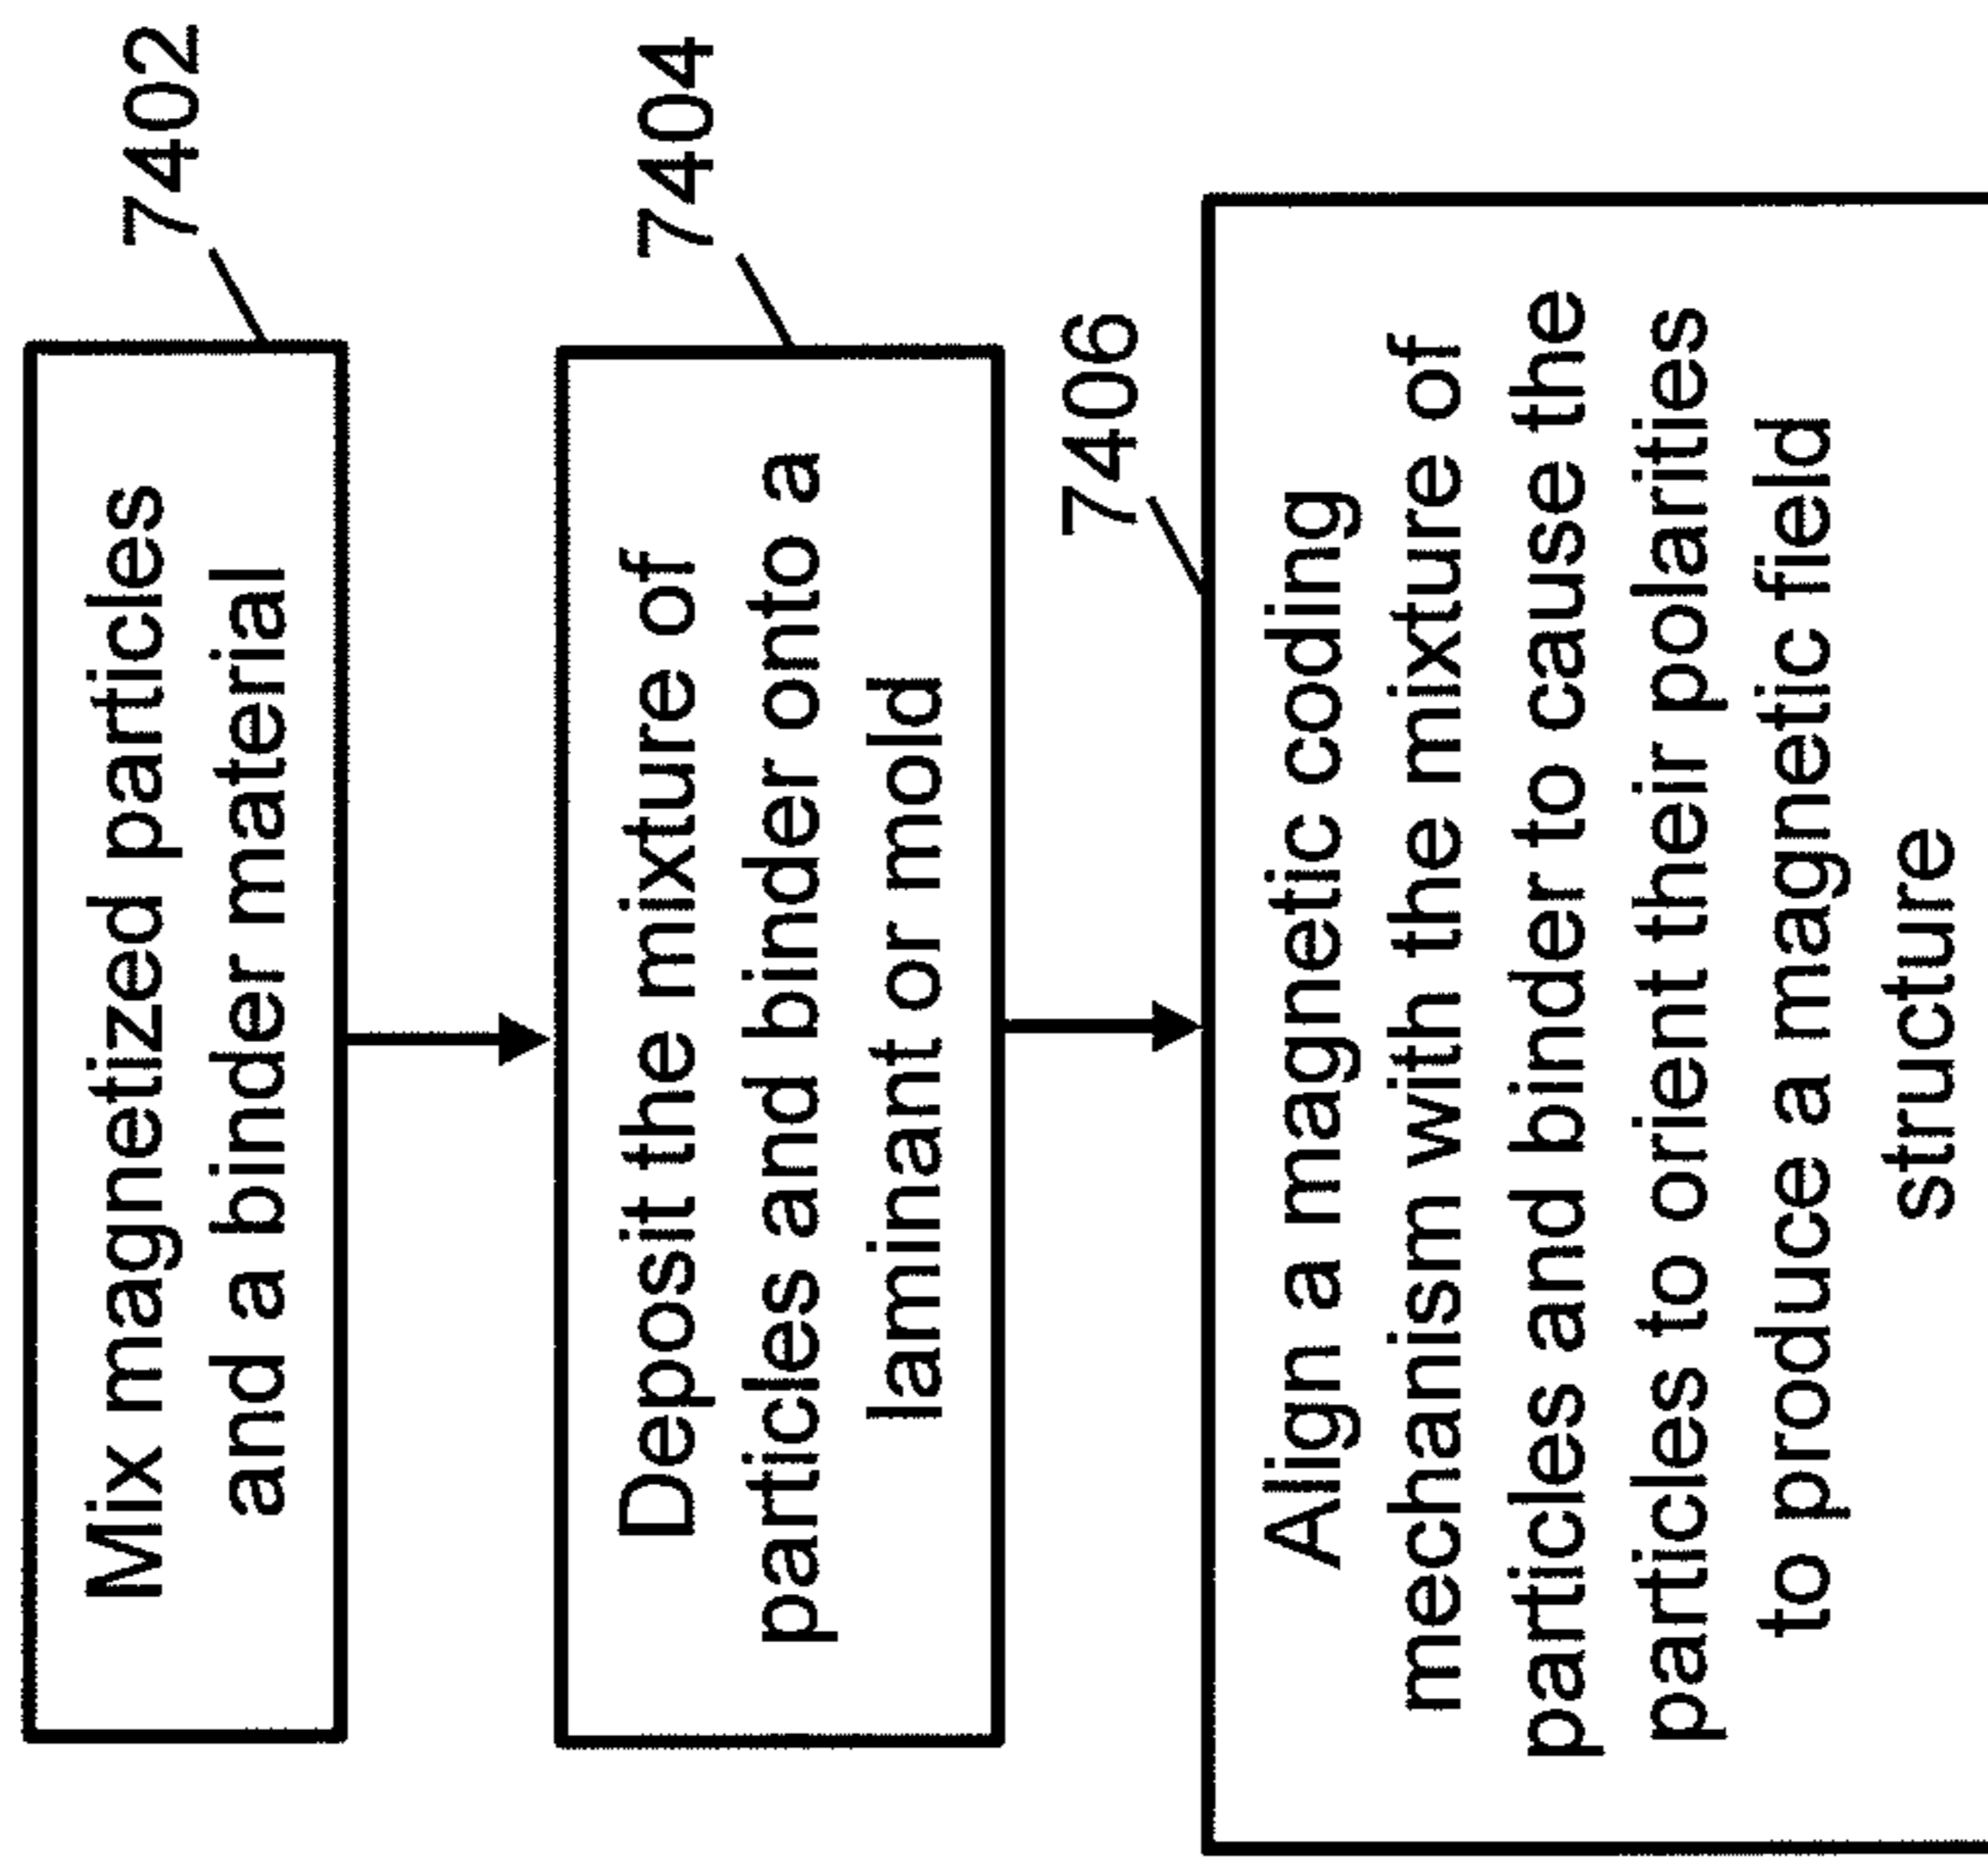 7402
Mix magnetized particles
and a binder material
7404
Deposit the mixture of
particles and binder onto a
laminant or mold
7406
Align a magnetic coding
mechanism with the mixture of
particles and binder to cause the
particles to orient their polarities
to produce a magnetic field
structure